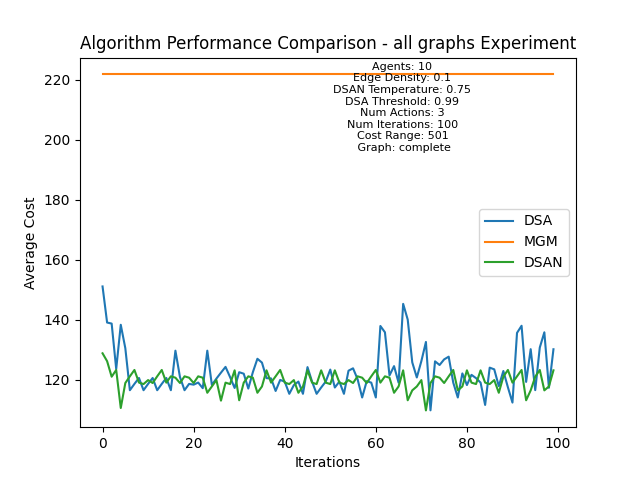 Algorithm Performance Comparison - all graphs Experiment
Agents: 10
Edge Density: 0.1
DSAN Temperature: 0.75
DSA Threshold: 0.99
Num Actions: 3
Num Iterations: 100
Cost Range: 501
Graph: complete
220
200
180
160
140
120
Average Cost
DSA
MGM
DSAN
0 20 40 60 80 100
Iterations